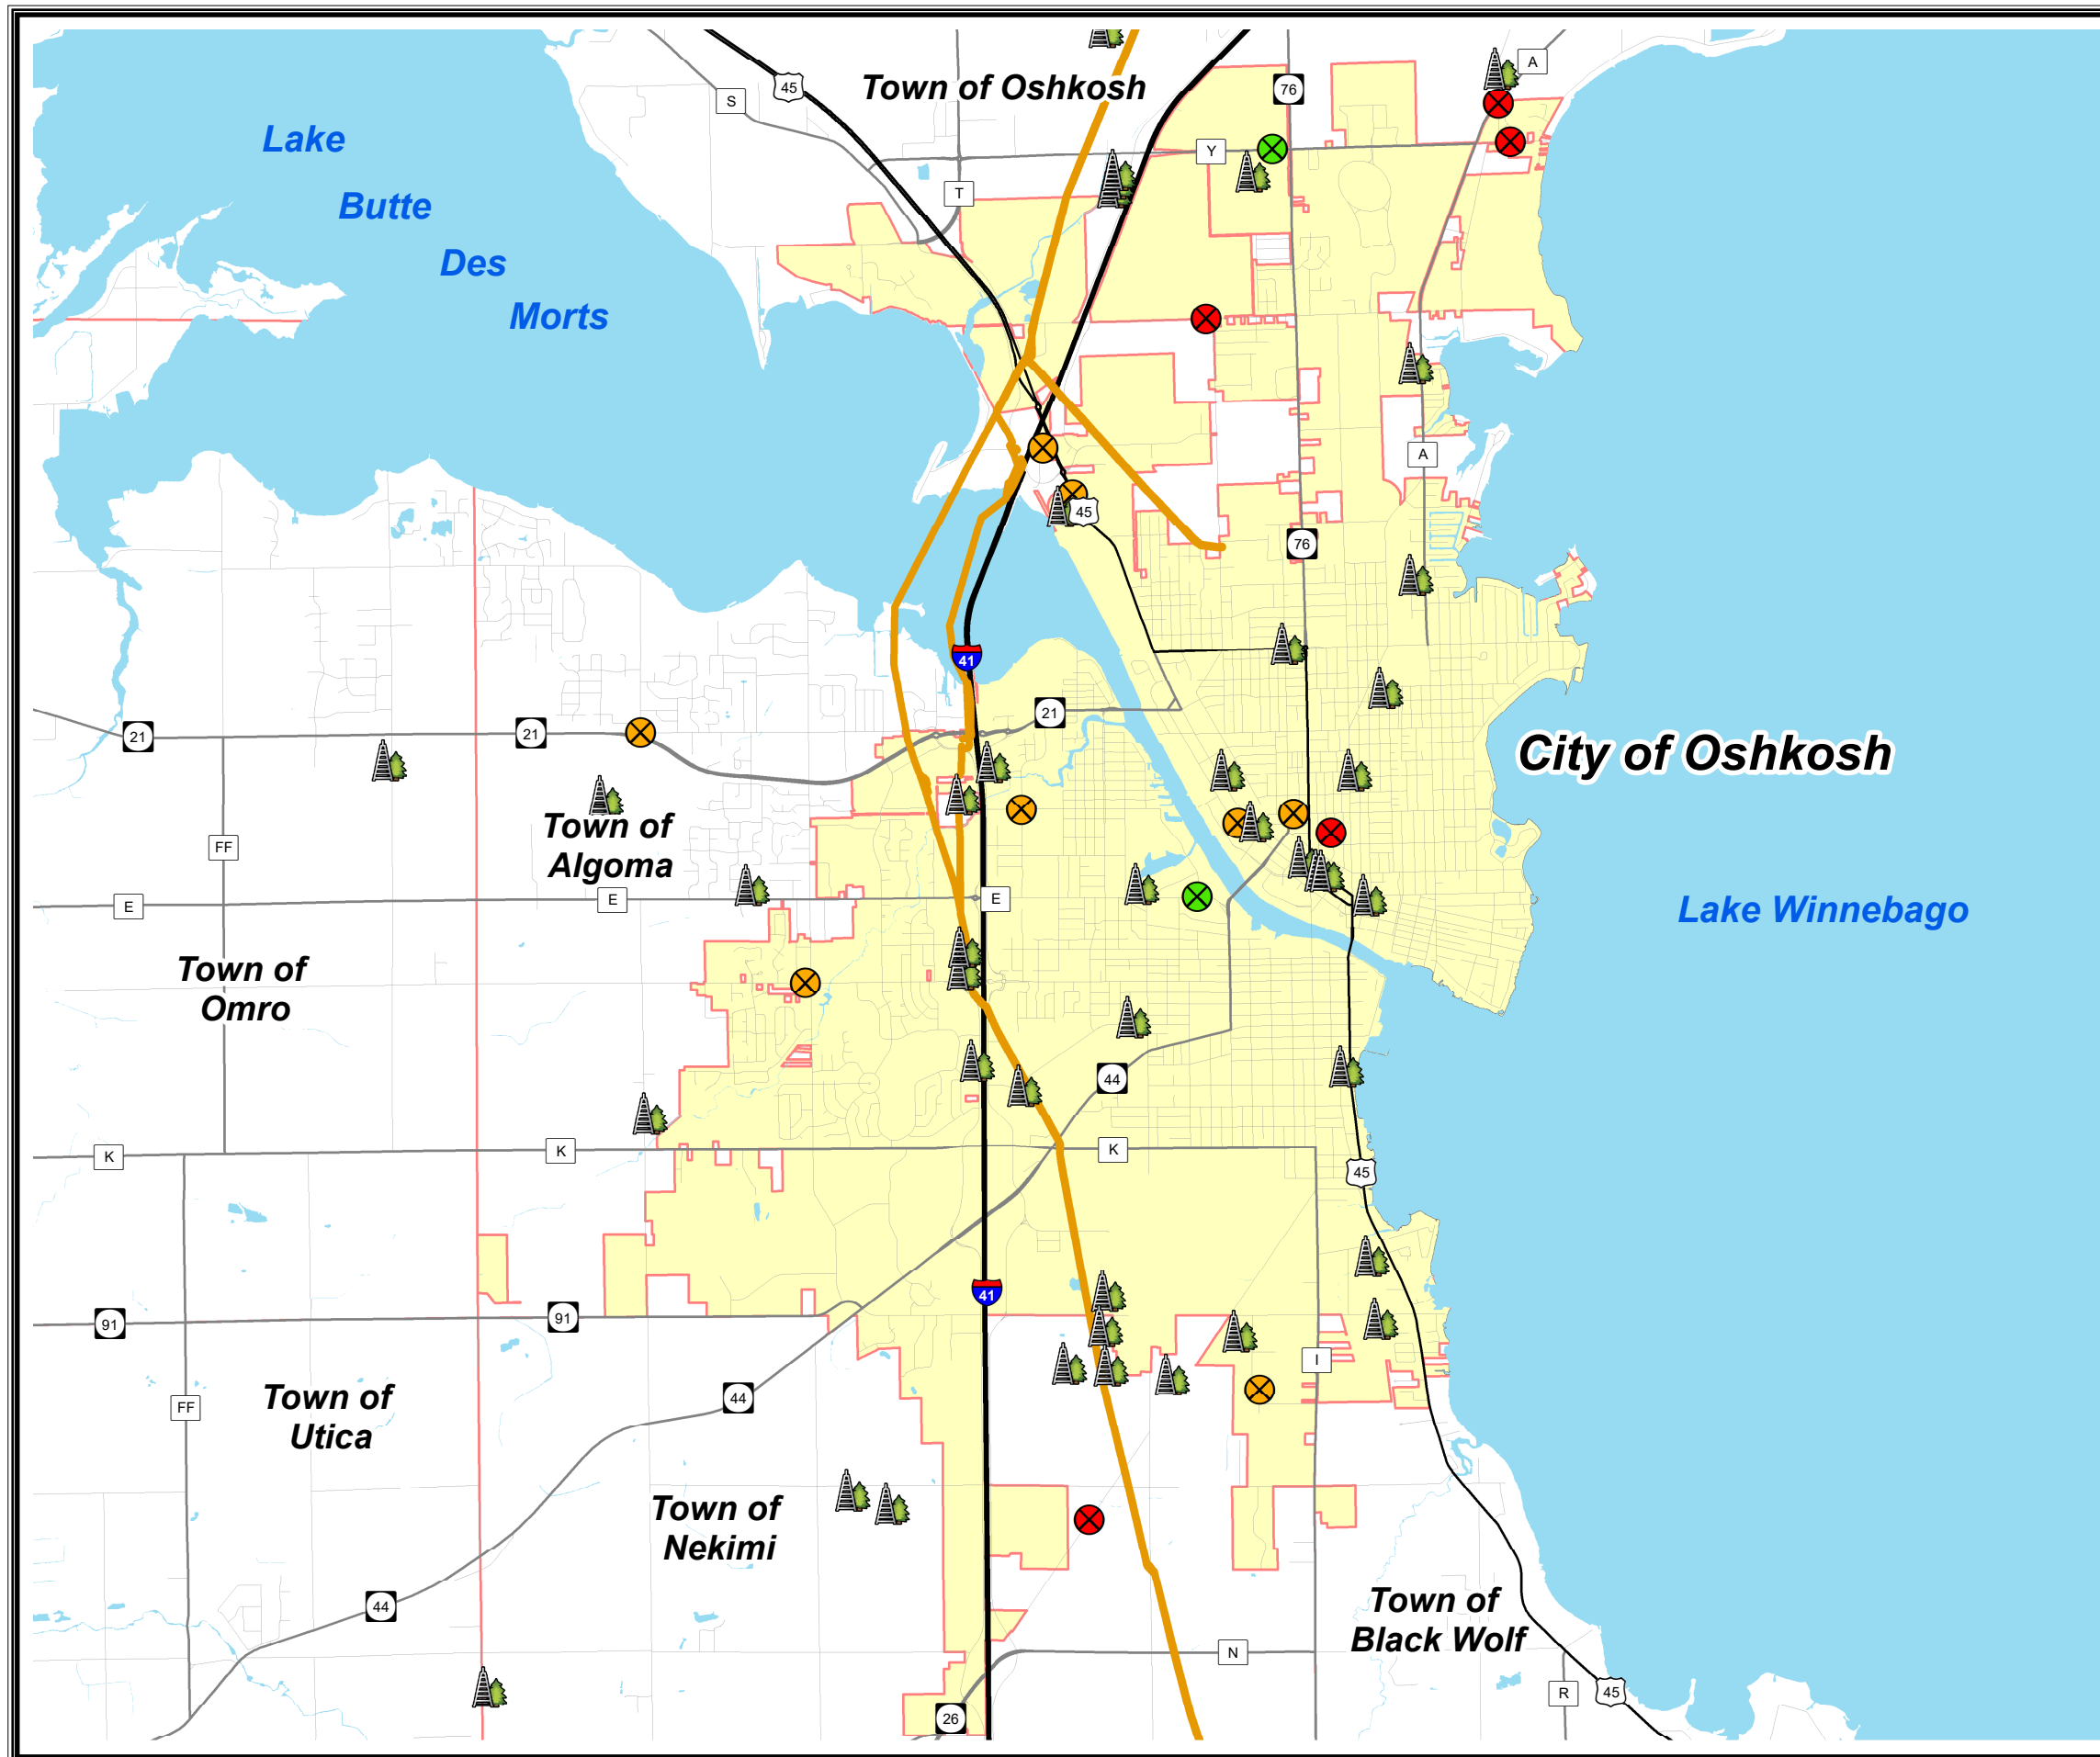 Town of Oshkosh
45
S
76
A
Lake
Y
T
Butte
Des
Morts
A
45
76
41
21
21
21
City of Oshkosh
Town of
Algoma
FF
E
E
E
Lake Winnebago
Town of
Omro
44
K
K
K
45
41
91
91
I
Town of
Utica
FF
44
Town of
Nekimi
44
Town of
Black Wolf
N
R
45
26